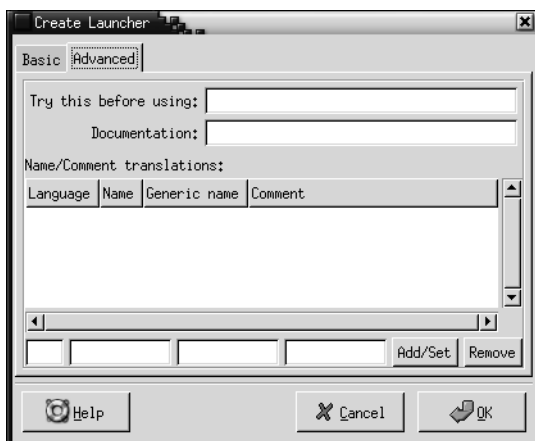 Create Launcher
Basic Advanced
Try this before using:
Documentation:
Name/Comment translations:
Language Name Generic name Comment
Add/Set Remove
Help Cancel OK